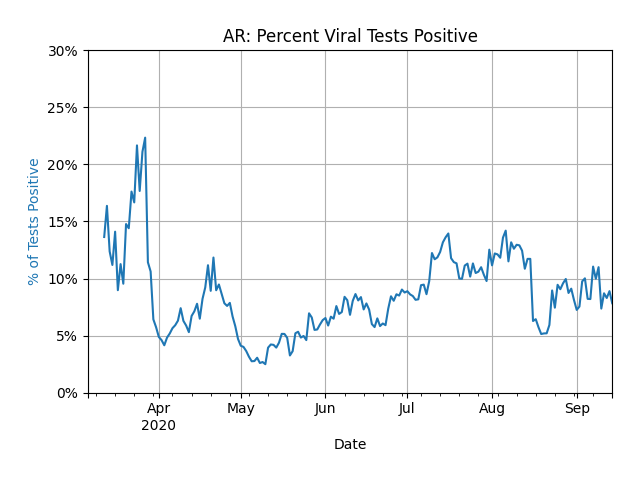 AR: Percent Viral Tests Positive
30%
25%
20%
15%
10%
5%
0%
% of Tests Positive
Apr May Jun Jul Aug Sep
2020
Date